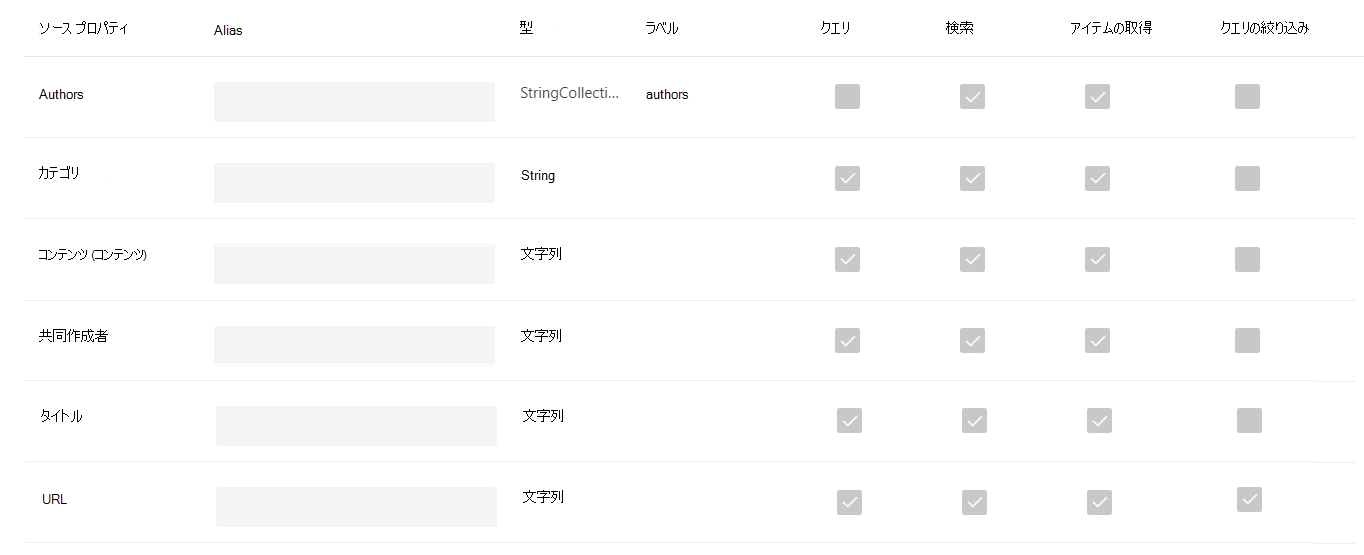 ソース プロパティ Alias 型 ラベル クエリ 検索 アイテムの取得 クエリの絞り込み
Authors StringCollecti... authors
カテゴリ String
コンテンツ (コンテンツ) 文字列
共同作成者 文字列
タイトル 文字列
URL 文字列